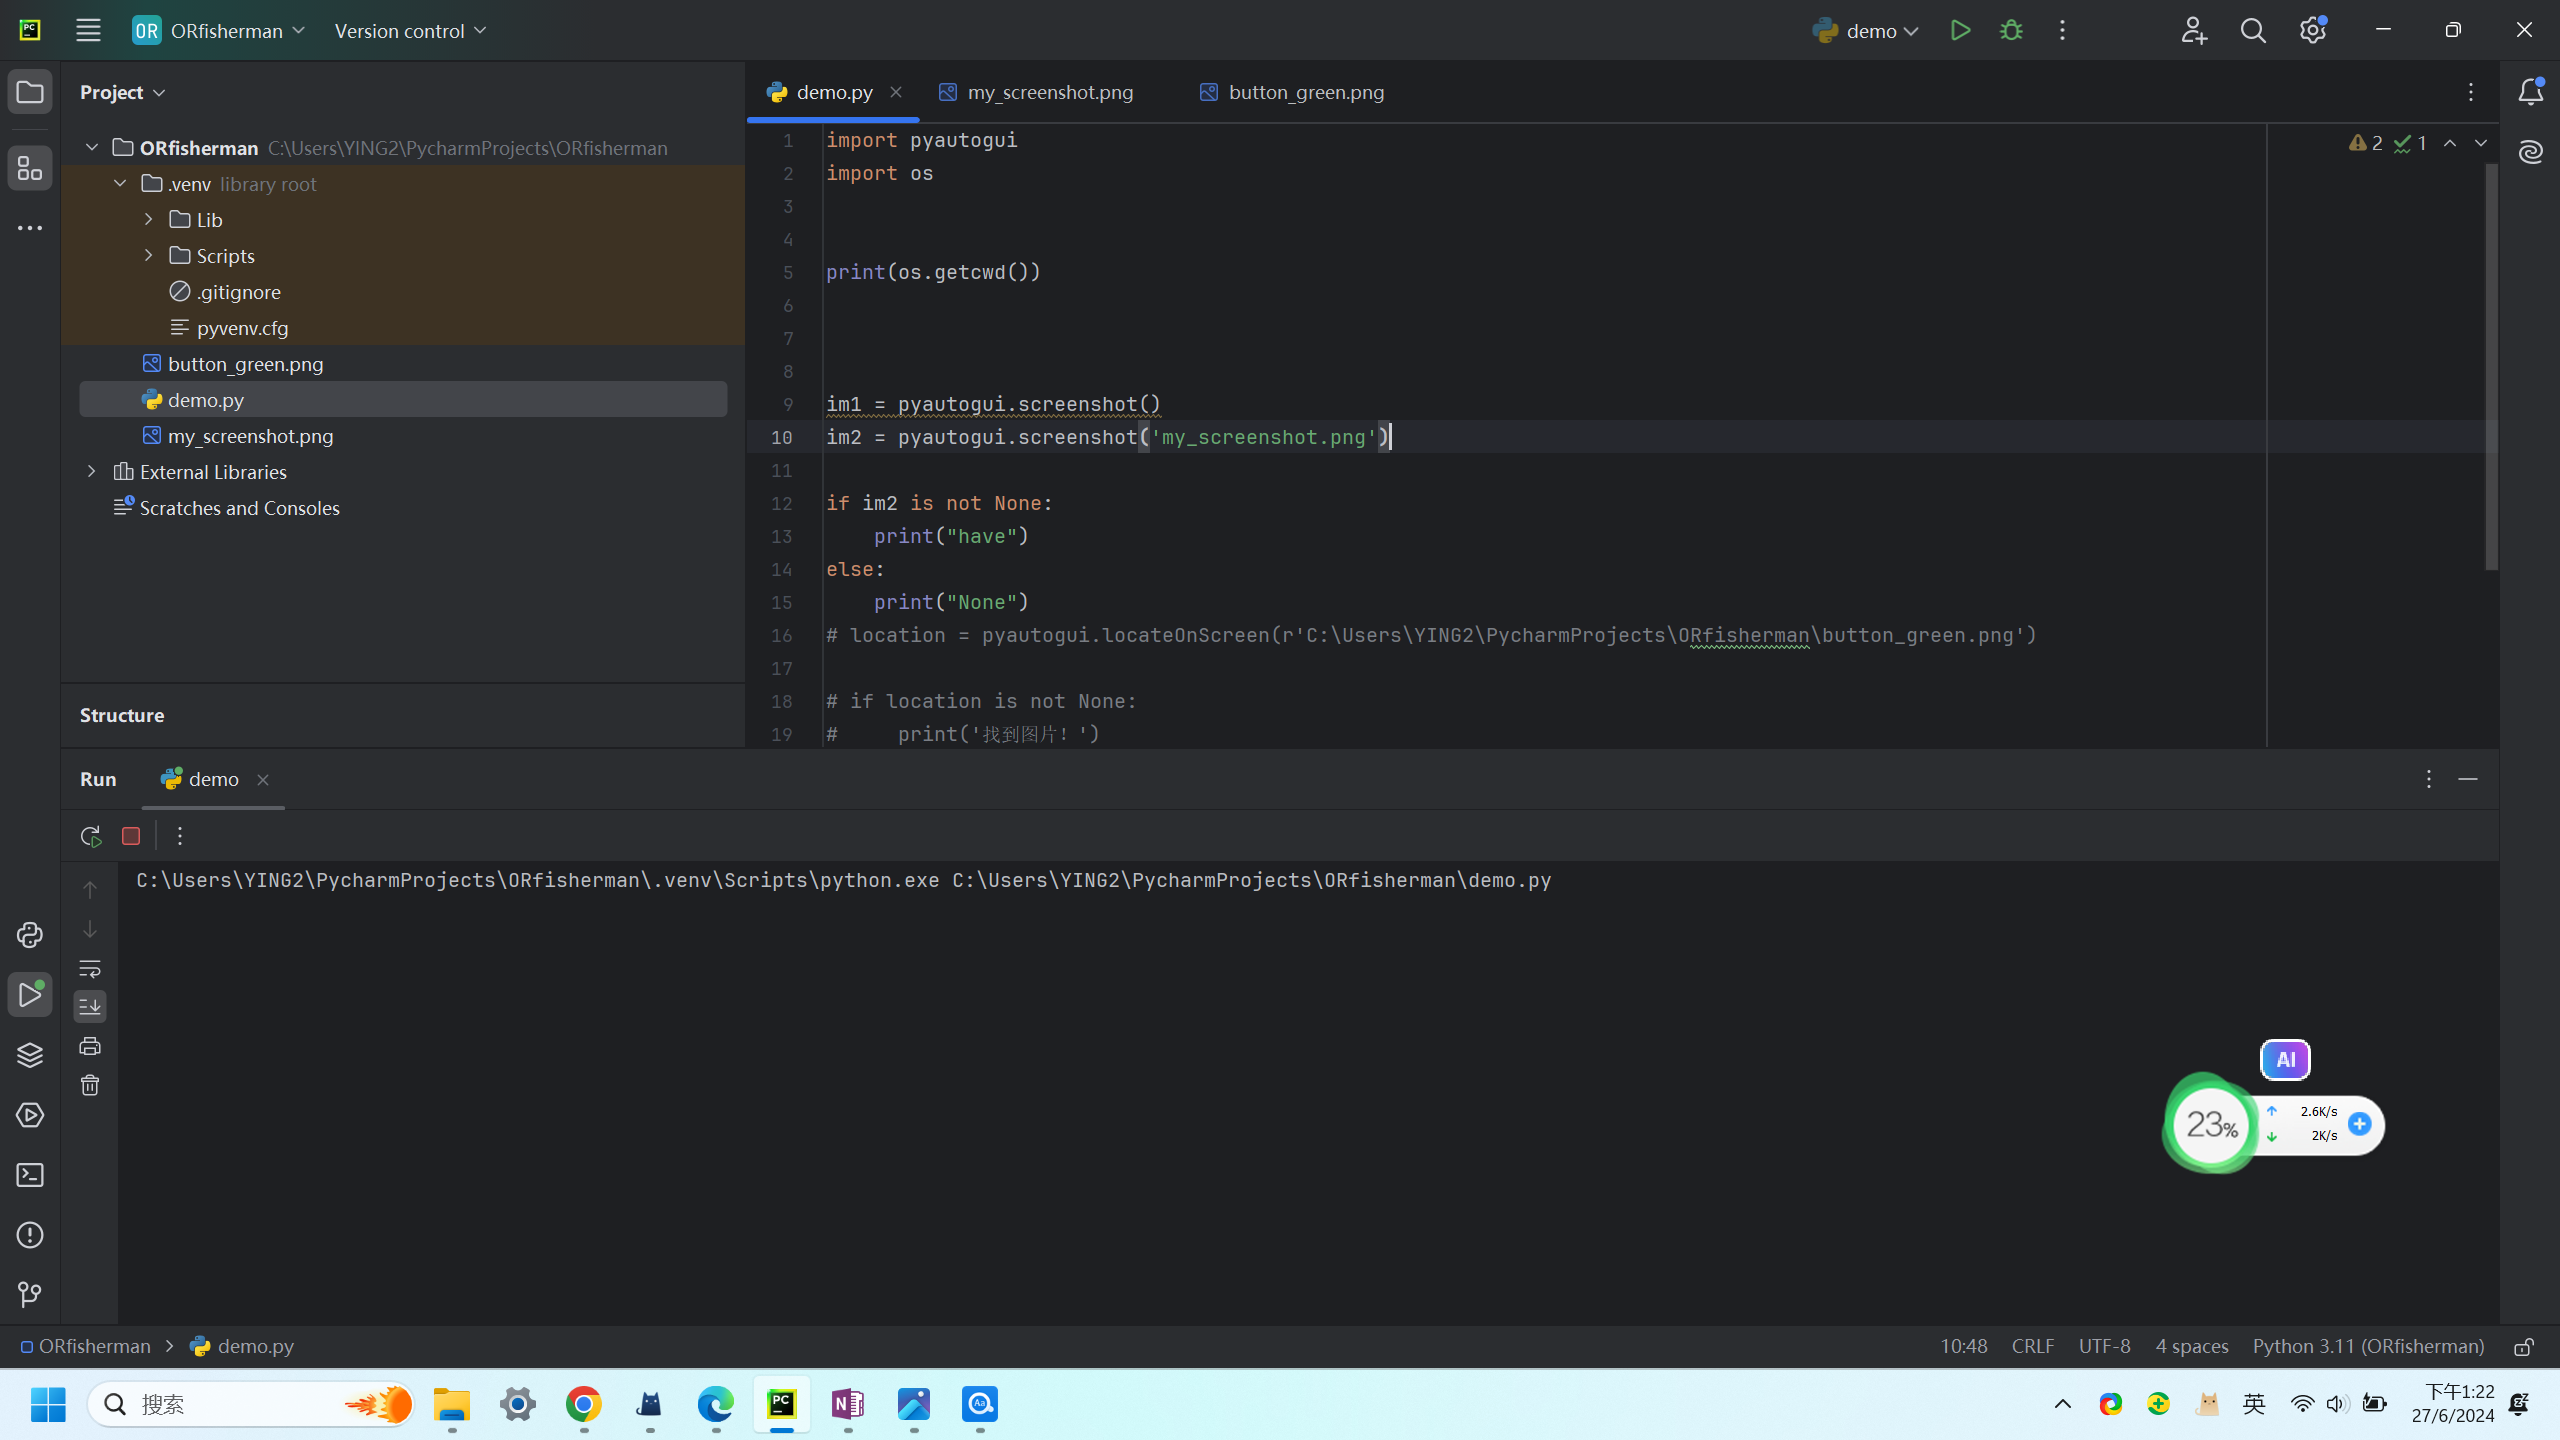 PC
OR ORfisherman
Version control
demo
Project
demo.py
my_screenshot.png
button_green.png
ORfisherman C:\Users\YING2\PycharmProjects\ORfisherman
.venv library root
Lib
Scripts
.gitignore
pyvenv.cfg
button_green.png
demo.py
my_screenshot.png
External Libraries
Scratches and Consoles
Structure
2 1
1 import pyautogui
2 import os
3
4
5 print(os.getcwd())
6
7
8
9 im1 = pyautogui.screenshot()
10 im2 = pyautogui.screenshot('my_screenshot.png')
11
12 if im2 is not None:
13 print("have")
14 else:
15 print("None")
16 # location = pyautogui.locateOnScreen(r'C:\Users\YING2\PycharmProjects\ORfisherman\button_green.png')
17
18 # if location is not None:
19 # print('找到图片！')
Run
demo
C:\Users\YING2\PycharmProjects\ORfisherman\.venv\Scripts\python.exe C:\Users\YING2\PycharmProjects\ORfisherman\demo.py
AI
23%
2.6K/s
2K/s
ORfisherman
demo.py
10:48
CRLF
UTF-8
4 spaces
Python 3.11 (ORfisherman)
搜索
PC
N
Aa
英
下午1:22
27/6/2024